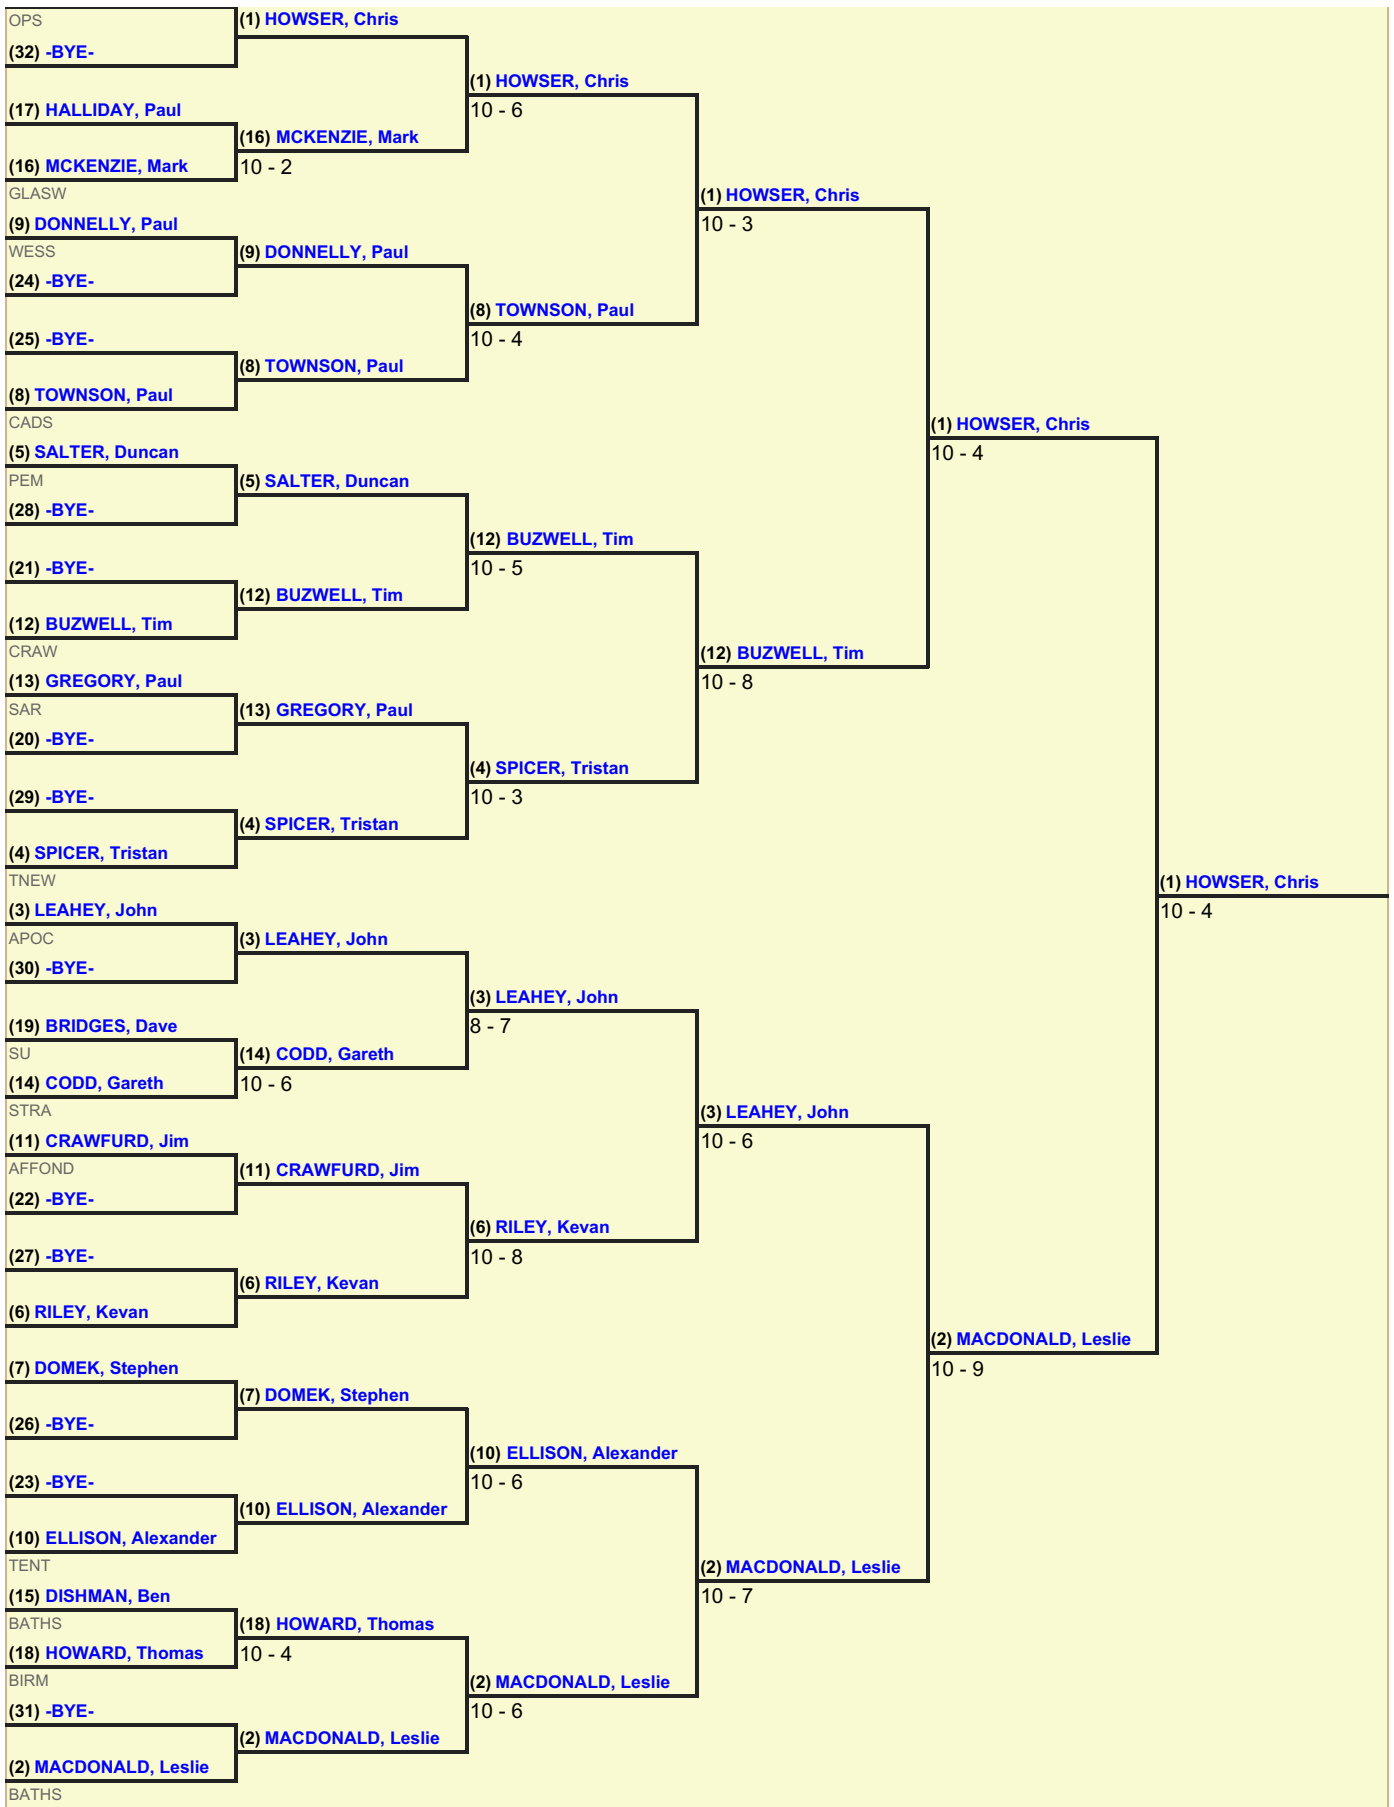 OPS
(32) -BYE-
(17) HALLIDAY, Paul
(16) MCKENZIE, Mark
GLASW
(9) DONNELLY, Paul
WESS
(24) -BYE-
(25) -BYE-
(8) TOWNSON, Paul
CADS
(5) SALTER, Duncan
PEM
(28) -BYE-
(21) -BYE-
(12) BUZWELL, Tim
CRAW
(13) GREGORY, Paul
SAR
(20) -BYE-
(29) -BYE-
(4) SPICER, Tristan
TNEW
(3) LEAHEY, John
APOC
(30) -BYE-
(19) BRIDGES, Dave
SU
(14) CODD, Gareth
STRA
(11) CRAWFURD, Jim
AFFOND
(22) -BYE-
(27) -BYE-
(6) RILEY, Kevan
(7) DOMEK, Stephen
(26) -BYE-
(23) -BYE-
(10) ELLISON, Alexander
TENT
(15) DISHMAN, Ben
BATHS
(18) HOWARD, Thomas
BIRM
(31) -BYE-
(2) MACDONALD, Leslie
BATHS
(1) HOWSER, Chris
(16) MCKENZIE, Mark
10 - 2
(9) DONNELLY, Paul
(8) TOWNSON, Paul
(5) SALTER, Duncan
(12) BUZWELL, Tim
(13) GREGORY, Paul
(4) SPICER, Tristan
(3) LEAHEY, John
(14) CODD, Gareth
10 - 6
(11) CRAWFURD, Jim
(6) RILEY, Kevan
(7) DOMEK, Stephen
(10) ELLISON, Alexander
(18) HOWARD, Thomas
10 - 4
(2) MACDONALD, Leslie
(1) HOWSER, Chris
10 - 6
(8) TOWNSON, Paul
10 - 4
(12) BUZWELL, Tim
10 - 5
(4) SPICER, Tristan
10 - 3
(3) LEAHEY, John
8 - 7
(6) RILEY, Kevan
10 - 8
(10) ELLISON, Alexander
10 - 6
(2) MACDONALD, Leslie
10 - 6
(1) HOWSER, Chris
10 - 3
(12) BUZWELL, Tim
10 - 8
(3) LEAHEY, John
10 - 6
(2) MACDONALD, Leslie
10 - 7
(1) HOWSER, Chris
10 - 4
(2) MACDONALD, Leslie
10 - 9
(1) HOWSER, Chris
10 - 4